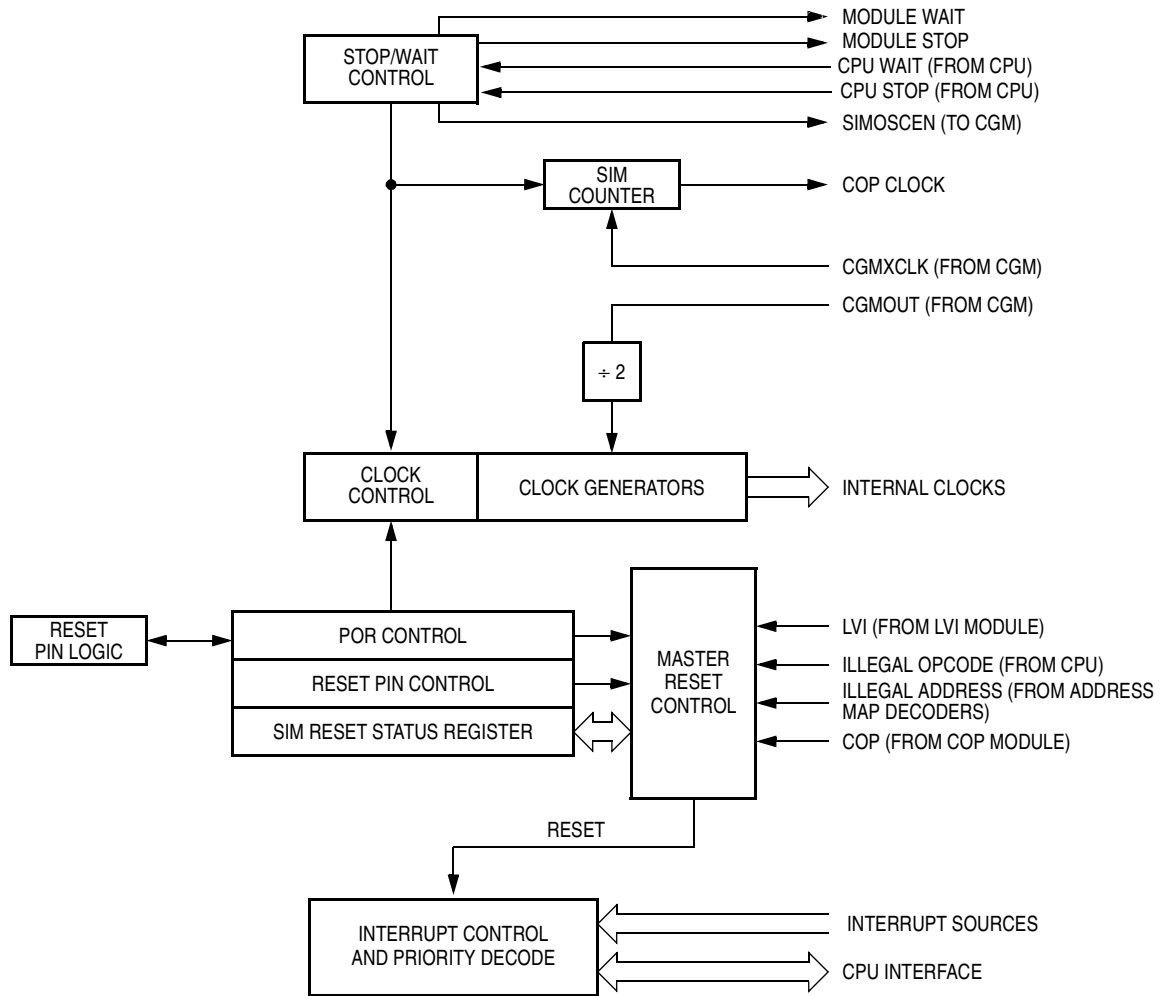 MODULE WAIT
STOP/WAIT
CONTROL
MODULE STOP
CPU WAIT (FROM CPU)
CPU STOP (FROM CPU)
SIMOSCEN (TO CGM)
SIM
COUNTER
COP CLOCK
CGMXCLK (FROM CGM)
CGMOUT (FROM CGM)
÷ 2
CLOCK
CONTROL
CLOCK GENERATORS
INTERNAL CLOCKS
RESET
PIN LOGIC
POR CONTROL
RESET PIN CONTROL
SIM RESET STATUS REGISTER
MASTER
RESET
CONTROL
LVI (FROM LVI MODULE)
ILLEGAL OPCODE (FROM CPU)
ILLEGAL ADDRESS (FROM ADDRESS
MAP DECODERS)
COP (FROM COP MODULE)
RESET
INTERRUPT CONTROL
AND PRIORITY DECODE
INTERRUPT SOURCES
CPU INTERFACE